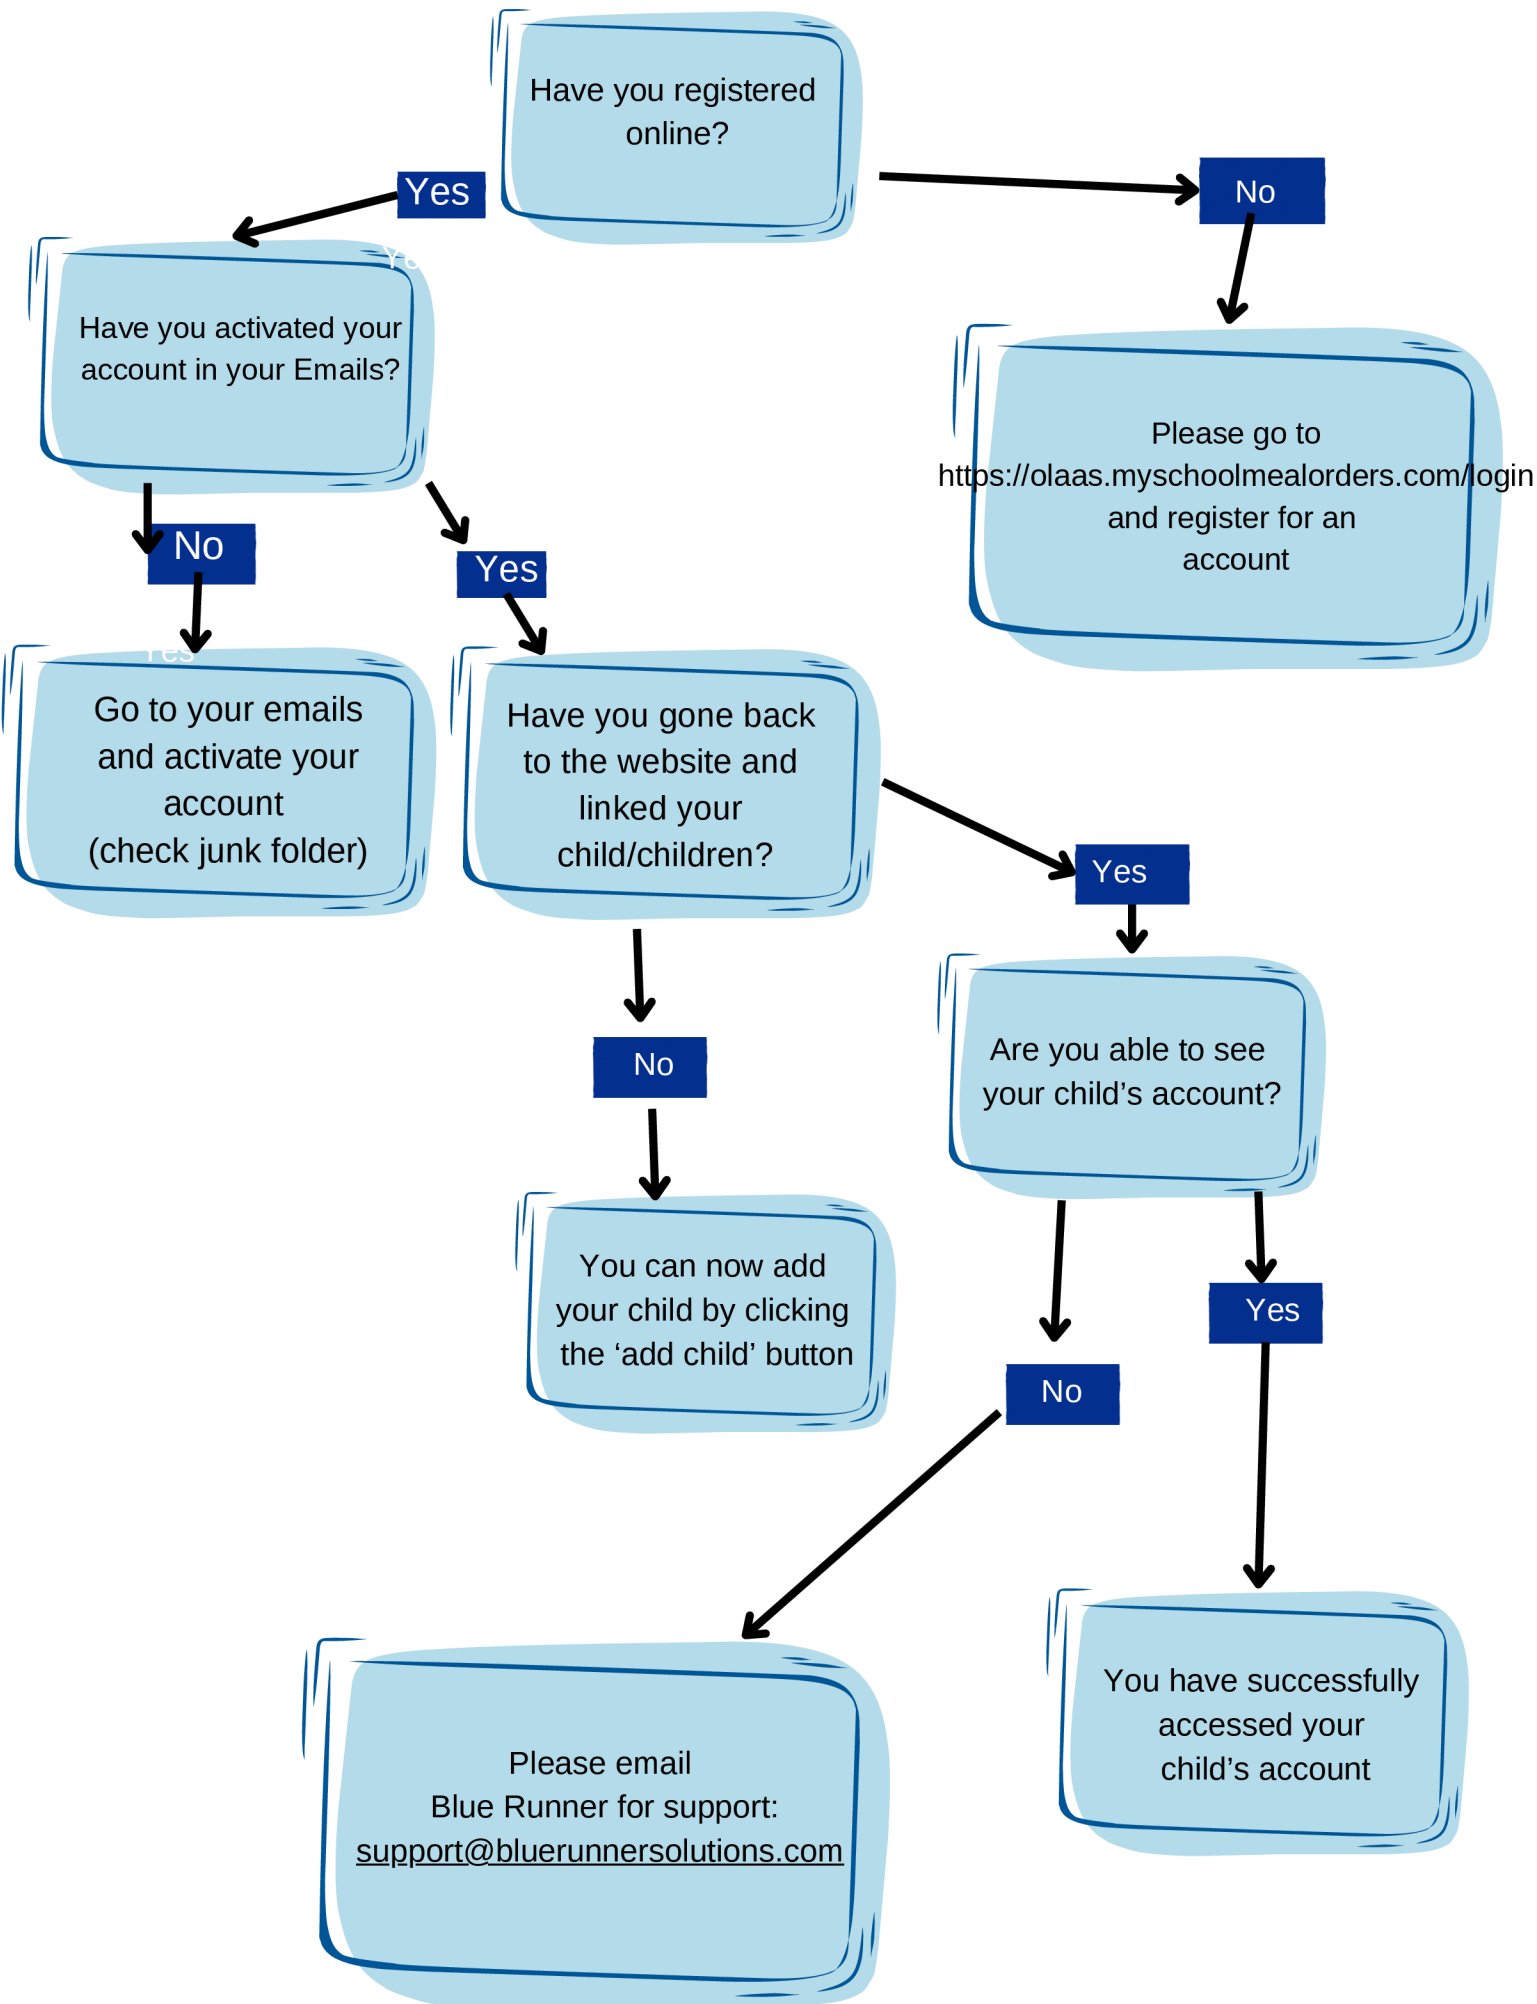 Have you registered
online?
Yes
No
Have you activated your
account in your Emails?
Please go to
https://olaas.myschoolmealorders.com/login
and register for an
account
No
Yes
Yes
Go to your emails
and activate your
account
(check junk folder)
Have you gone back
to the website and
linked your
child/children?
Yes
Are you able to see
your child’s account?
No
You can now add
your child by clicking
the ‘add child’ button
Yes
No
You have successfully
accessed your
child’s account
Please email
Blue Runner for support:
support@bluerunnersolutions.com